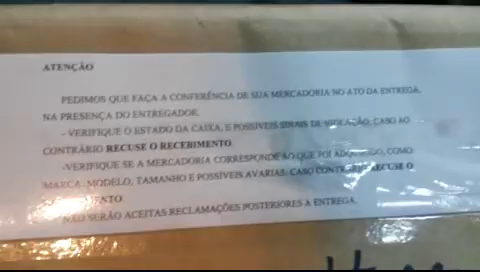 ATENÇÃO
PEDIMOS QUE FAÇA A CONFERÊNCIA DE SUA MERCADORIA NO ATO DA ENTREGA,
NA PRESENÇA DO ENTREGADOR.
- VERIFIQUE O ESTADO DA CAIXA, E POSSÍVEIS SINAIS DE VIOLAÇÃO, CASO AO
CONTRÁRIO RECUSE O RECEBIMENTO.
-VERIFIQUE SE A MERCADORIA CORRESPONDE AO QUE FOI ADQUIRIDO, COMO
MARCA, MODELO, TAMANHO E POSSÍVEIS AVARIAS. CASO CONTRÁRIO RECUSE O
NÃO SERÃO ACEITAS RECLAMAÇÕES POSTERIORES A ENTREGA.